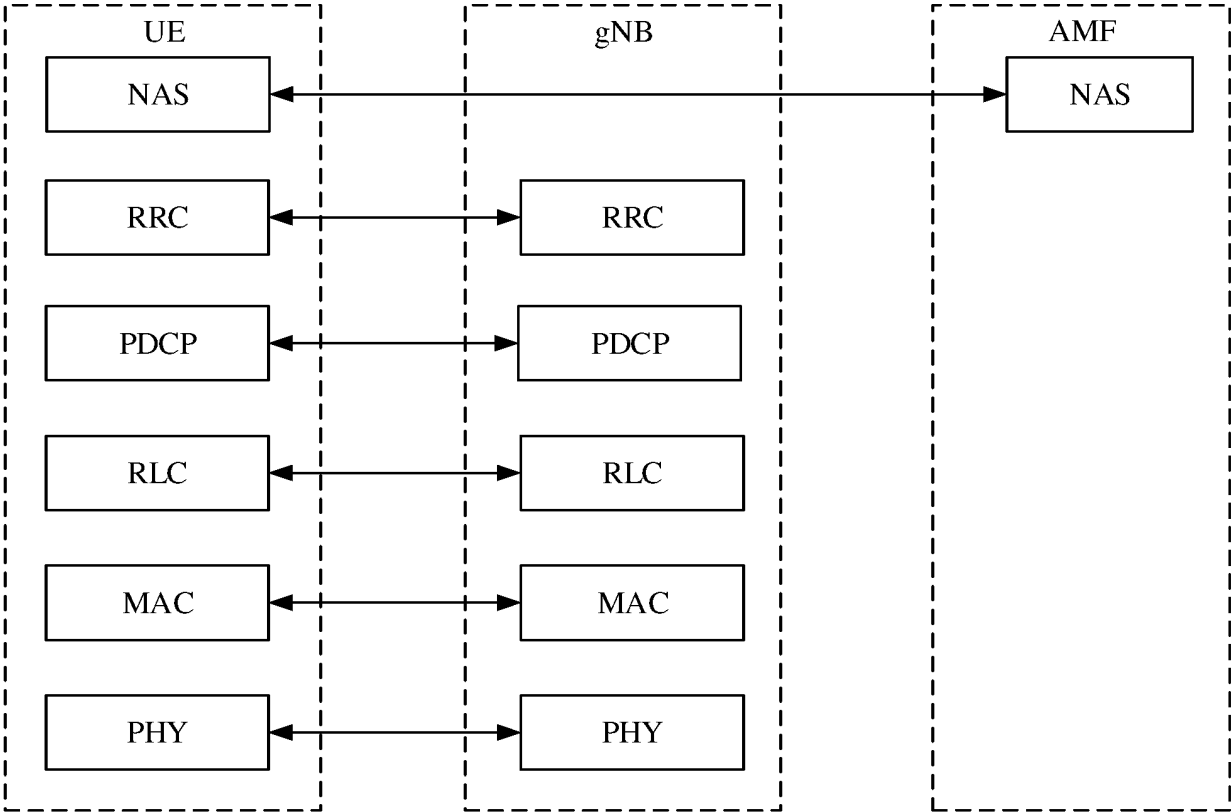 UE gNB AMF
NAS NAS
RRC RRC
PDCP PDCP
RLC RLC
MAC MAC
PHY PHY